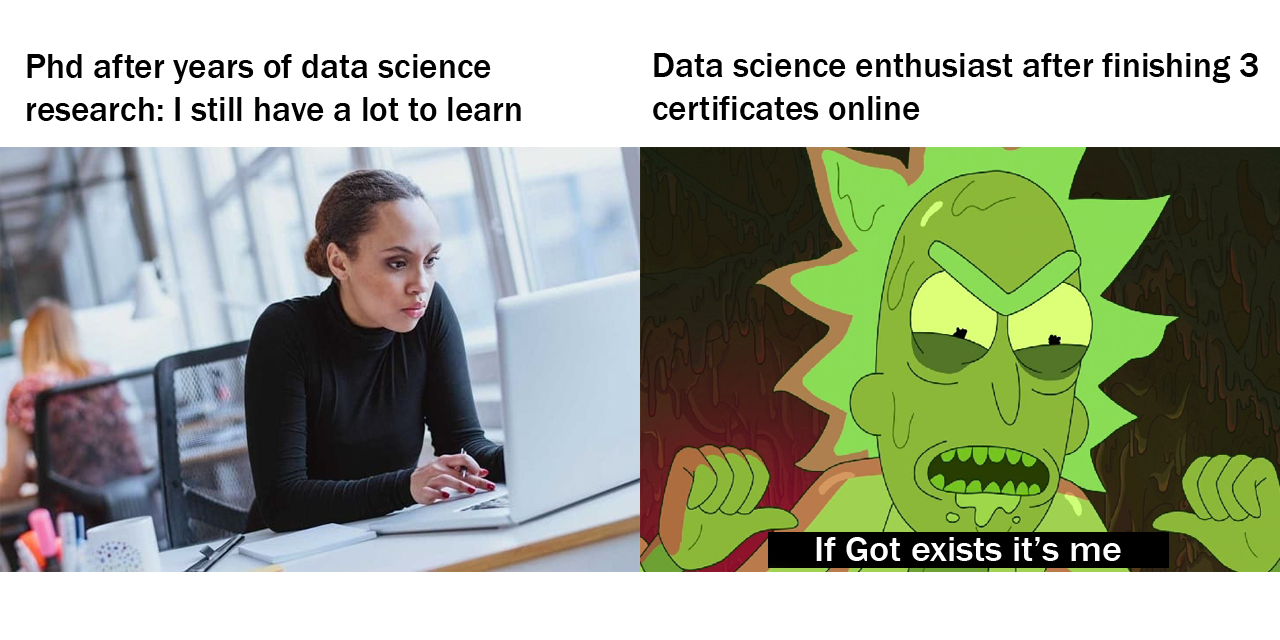 Phd after years of data science
research: I still have a lot to learn
Data science enthusiast after finishing 3
certificates online
If Got exists it's me